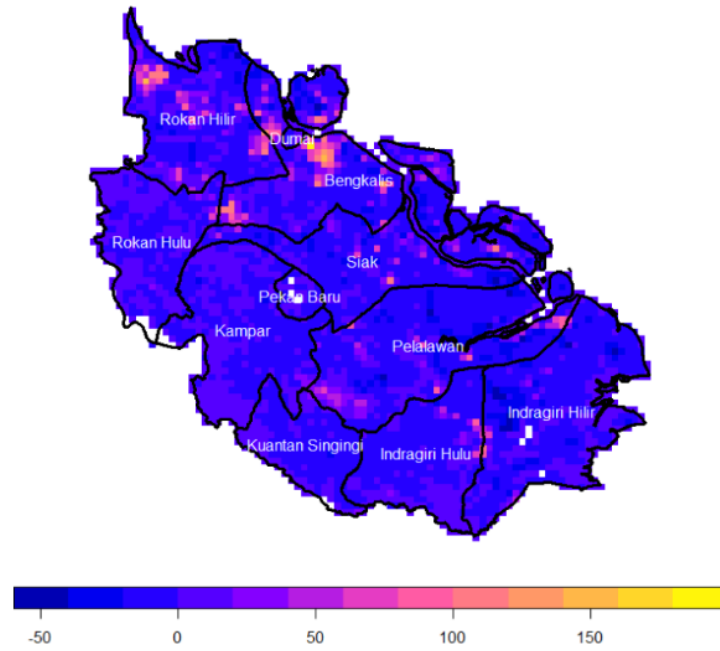 Rokan Hilir
Dumai
Bengkalis
Rokan Hulu
Siak
Pekan Baru
Kampar
Pelalawan
Indragiri Hilir
Kuantan Singingi
Indragiri Hulu
-50 0 50 100 150